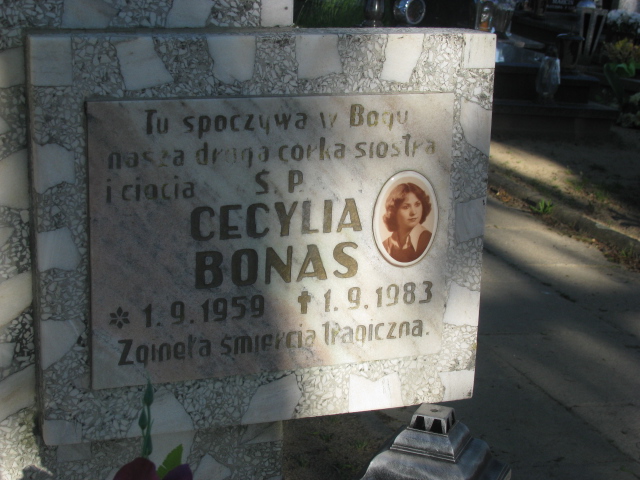 Tu spoczywa w Bogu
nasza droga córka siostra
i ciocia Ś.P.
CECYLIA
BONAS
* 1.9.1959 † 1.9.1983
Zginęła śmiercią tragiczną.